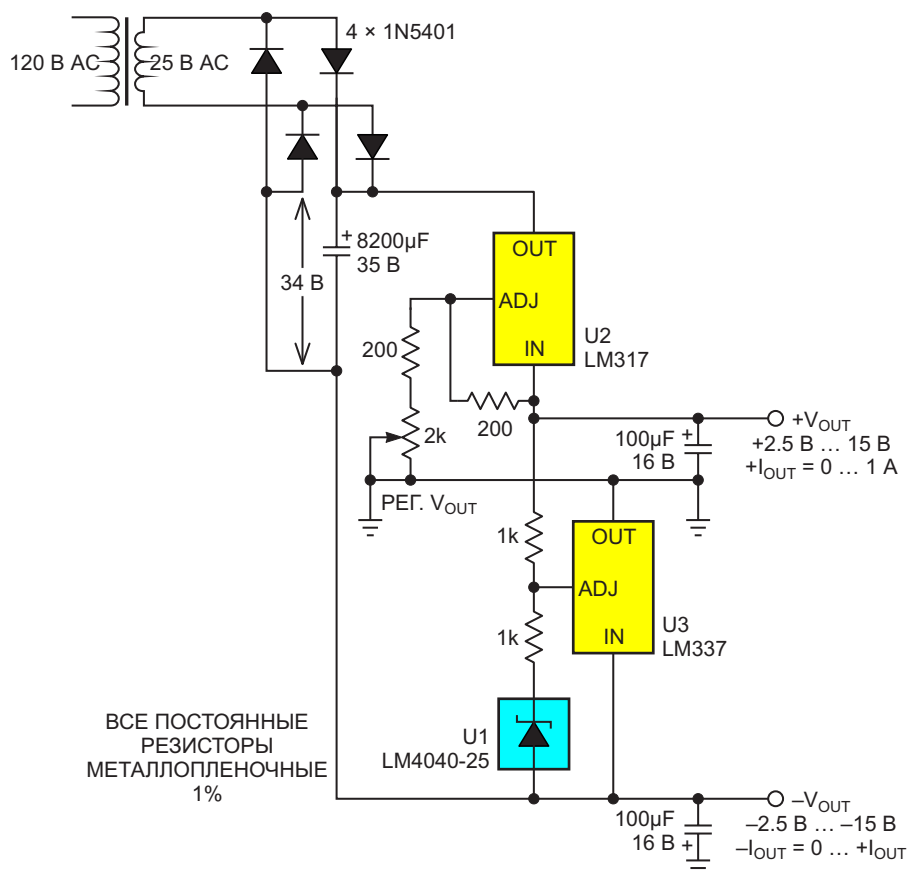 4 × 1N5401
120 В AC
25 В AC
+
8200µF
35 В
34 В
OUT
ADJ
IN
U2
LM317
200
200
2k
РЕГ. VOUT
100µF +
16 В
+VOUT
+2.5 В … 15 В
+IOUT = 0 … 1 А
1k
OUT
ADJ
IN
U3
LM337
1k
U1
LM4040-25
ВСЕ ПОСТОЯННЫЕ
РЕЗИСТОРЫ
МЕТАЛЛОПЛЕНОЧНЫЕ
1%
100µF
16 В +
–VOUT
–2.5 В … –15 В
–IOUT = 0 … +IOUT